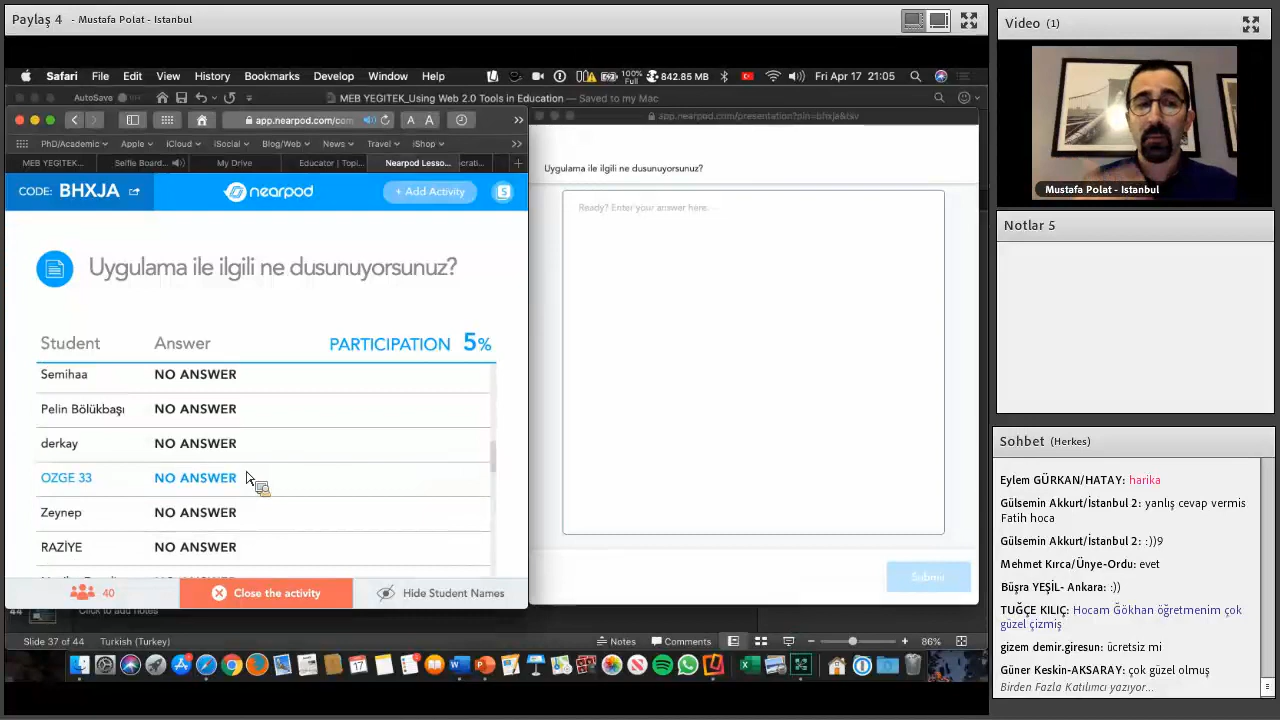 Paylaş 4 - Mustafa Polat - Istanbul
Safari File Edit View History Bookmarks Develop Window Help
100% Full 842.85 MB Fri Apr 17 21:05
AutoSave MEB YEGITEK_Using Web 2.0 Tools in Education — Saved to my Mac
app.nearpod.com/com
A A
PhD/Academic Apple iCloud iSocial Blog/Web News Travel iShop
MEB YEGITEK... Selfie Board... My Drive Educator | Topi... Nearpod Lesso...
CODE: BHXJA nearpod + Add Activity S
Uygulama ile ilgili ne dusunuyorsunuz?
Student Answer PARTICIPATION 5%
Semihaa NO ANSWER
Pelin Bölükbaşı NO ANSWER
derkay NO ANSWER
OZGE 33 NO ANSWER
Zeynep NO ANSWER
RAZİYE NO ANSWER
40 Close the activity Hide Student Names
44 Click to add notes
Slide 37 of 44 Turkish (Turkey) Notes Comments 86%
Uygulama ile ilgili ne dusunuyorsunuz?
Ready? Enter your answer here.
Submit
Video (1)
Mustafa Polat - Istanbul
Notlar 5
Sohbet (Herkes)
Eylem GÜRKAN/HATAY: harika
Gülsemin Akkurt/İstanbul 2: yanlış cevap vermis
Fatih hoca
Gülsemin Akkurt/İstanbul 2: :))9
Mehmet Kırca/Ünye-Ordu: evet
Büşra YEŞİL- Ankara: :))
TUĞÇE KILIÇ: Hocam Gökhan öğretmenim çok
güzel çizmiş
gizem demir.giresun: ücretsiz mi
Güner Keskin-AKSARAY: çok güzel olmuş
Birden Fazla Katılımcı yazıyor...